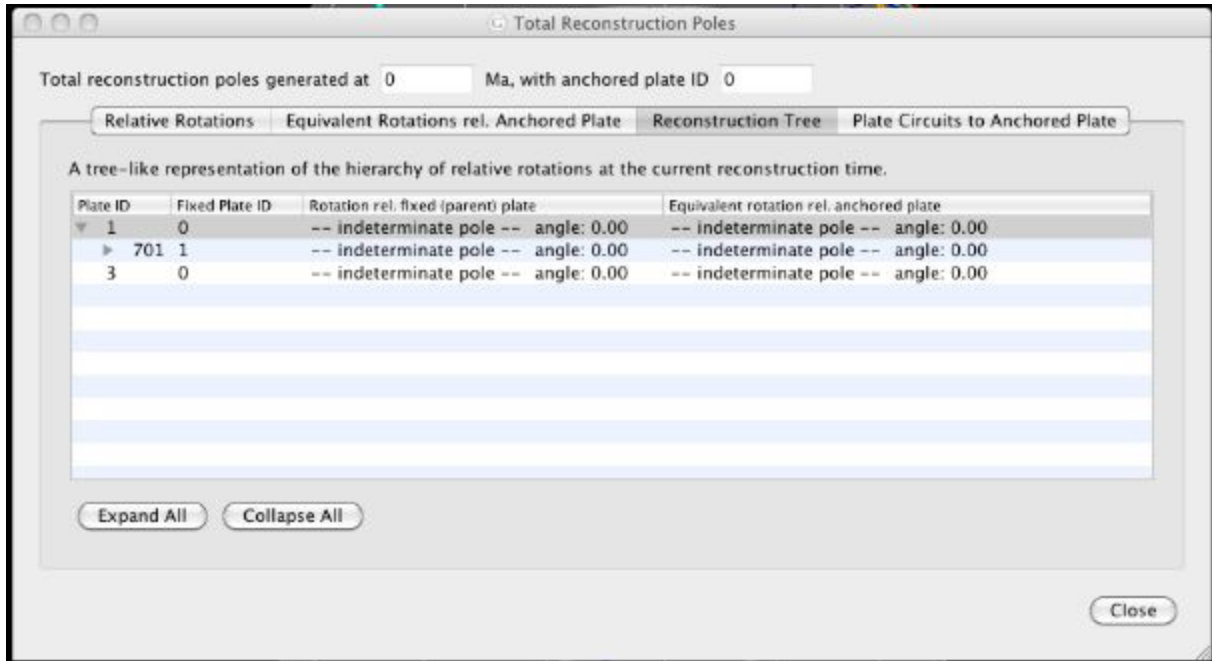 Total Reconstruction Poles
Total reconstruction poles generated at 0 Ma, with anchored plate ID 0
Relative Rotations Equivalent Rotations rel. Anchored Plate Reconstruction Tree Plate Circuits to Anchored Plate
A tree-like representation of the hierarchy of relative rotations at the current reconstruction time.
Plate ID Fixed Plate ID Rotation rel. fixed (parent) plate Equivalent rotation rel. anchored plate
1 0 -- indeterminate pole -- angle: 0.00 -- indeterminate pole -- angle: 0.00
701 1 -- indeterminate pole -- angle: 0.00 -- indeterminate pole -- angle: 0.00
3 0 -- indeterminate pole -- angle: 0.00 -- indeterminate pole -- angle: 0.00
Expand All Collapse All
Close